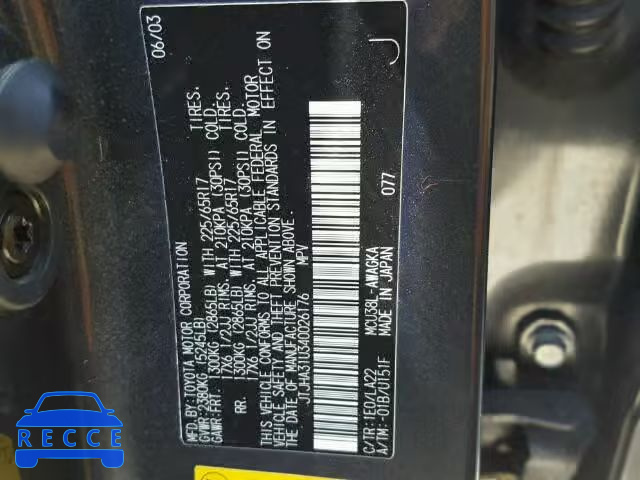 MFD.BY: TOYOTA MOTOR CORPORATION 06/03
GVWR: 2380KG (5245LB)
GAWR: FRT. 1300KG (2865LB) WITH 225/65R17 TIRES.
17X6 1/2JJ RIMS, AT 210KPA (30PSI) COLD.
RR. 1300KG (2865LB) WITH 225/65R17 TIRES.
17X6 1/2JJ RIMS, AT 210KPA (30PSI) COLD.
THIS VEHICLE CONFORMS TO ALL APPLICABLE FEDERAL MOTOR
VEHICLE SAFETY AND THEFT PREVENTION STANDARDS IN EFFECT ON
THE DATE OF MANUFACTURE SHOWN ABOVE.
JTJHA31U340026176 MPV
J
C/TR: 1E0/LA22 MCU38L-AWAGKA 077
A/TM: -01B/U151F MADE IN JAPAN
RECCE